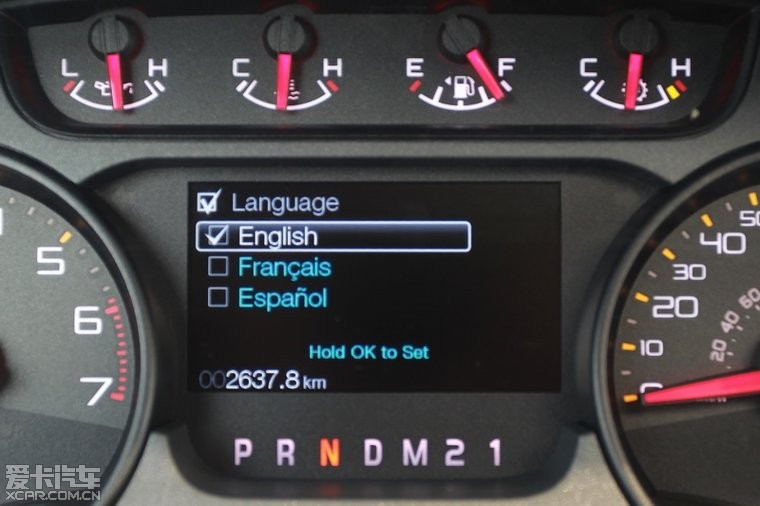 L H C H E F C H
Language
English
Français
Español
Hold OK to Set
002637.8 km
P R N D M 2 1
5
6
7
50
40
30
20
10
0
20 40 60
爱卡汽车
XCAR.COM.CN